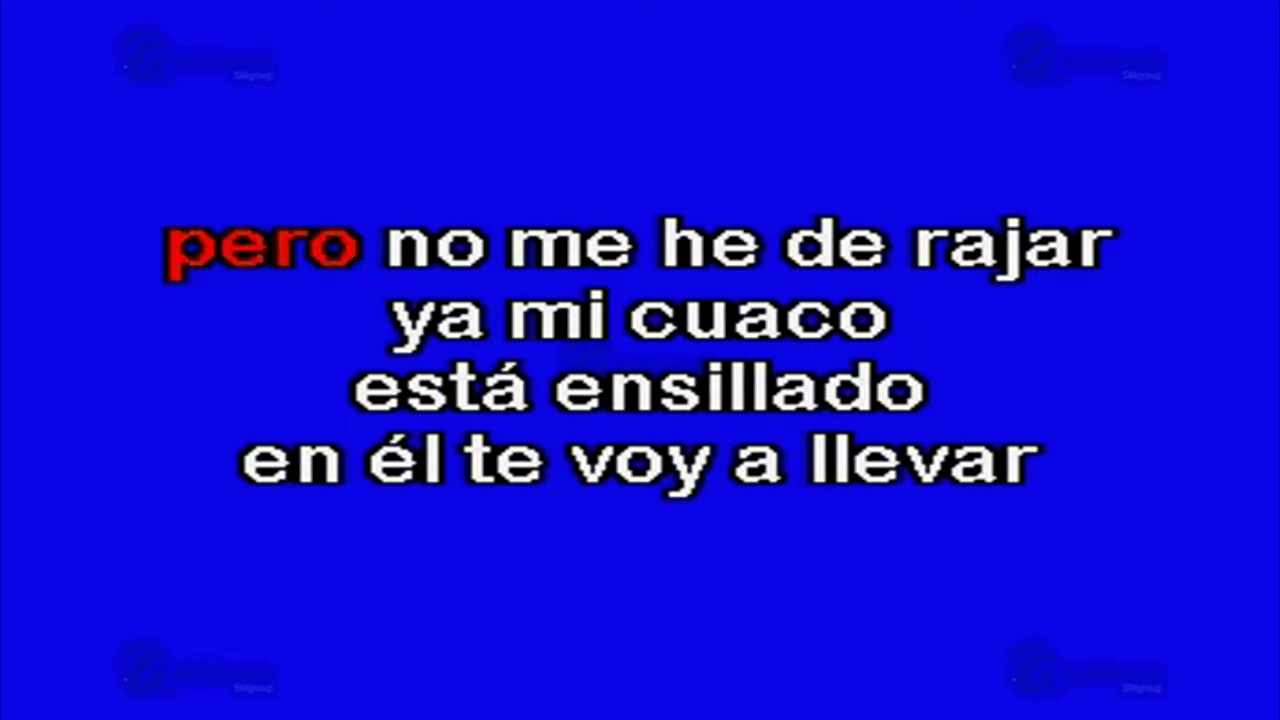 pero no me he de rajar
ya mi cuaco
está ensillado
en él te voy a llevar